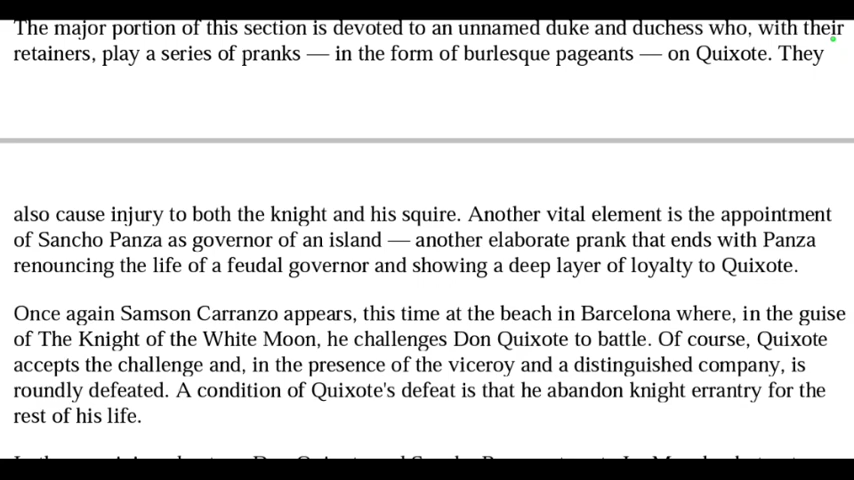 The major portion of this section is devoted to an unnamed duke and duchess who, with their
retainers, play a series of pranks — in the form of burlesque pageants — on Quixote. They
also cause injury to both the knight and his squire. Another vital element is the appointment
of Sancho Panza as governor of an island — another elaborate prank that ends with Panza
renouncing the life of a feudal governor and showing a deep layer of loyalty to Quixote.
Once again Samson Carranzo appears, this time at the beach in Barcelona where, in the guise
of The Knight of the White Moon, he challenges Don Quixote to battle. Of course, Quixote
accepts the challenge and, in the presence of the viceroy and a distinguished company, is
roundly defeated. A condition of Quixote's defeat is that he abandon knight errantry for the
rest of his life.